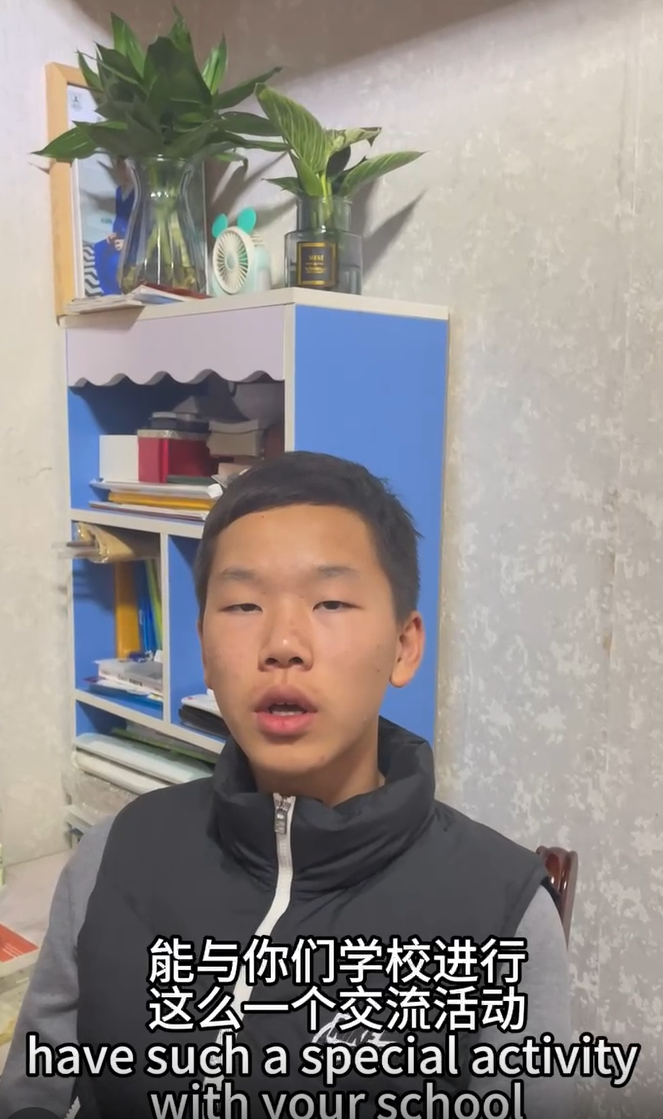 能与你们学校进行
这么一个交流活动
have such a special activity
with your school